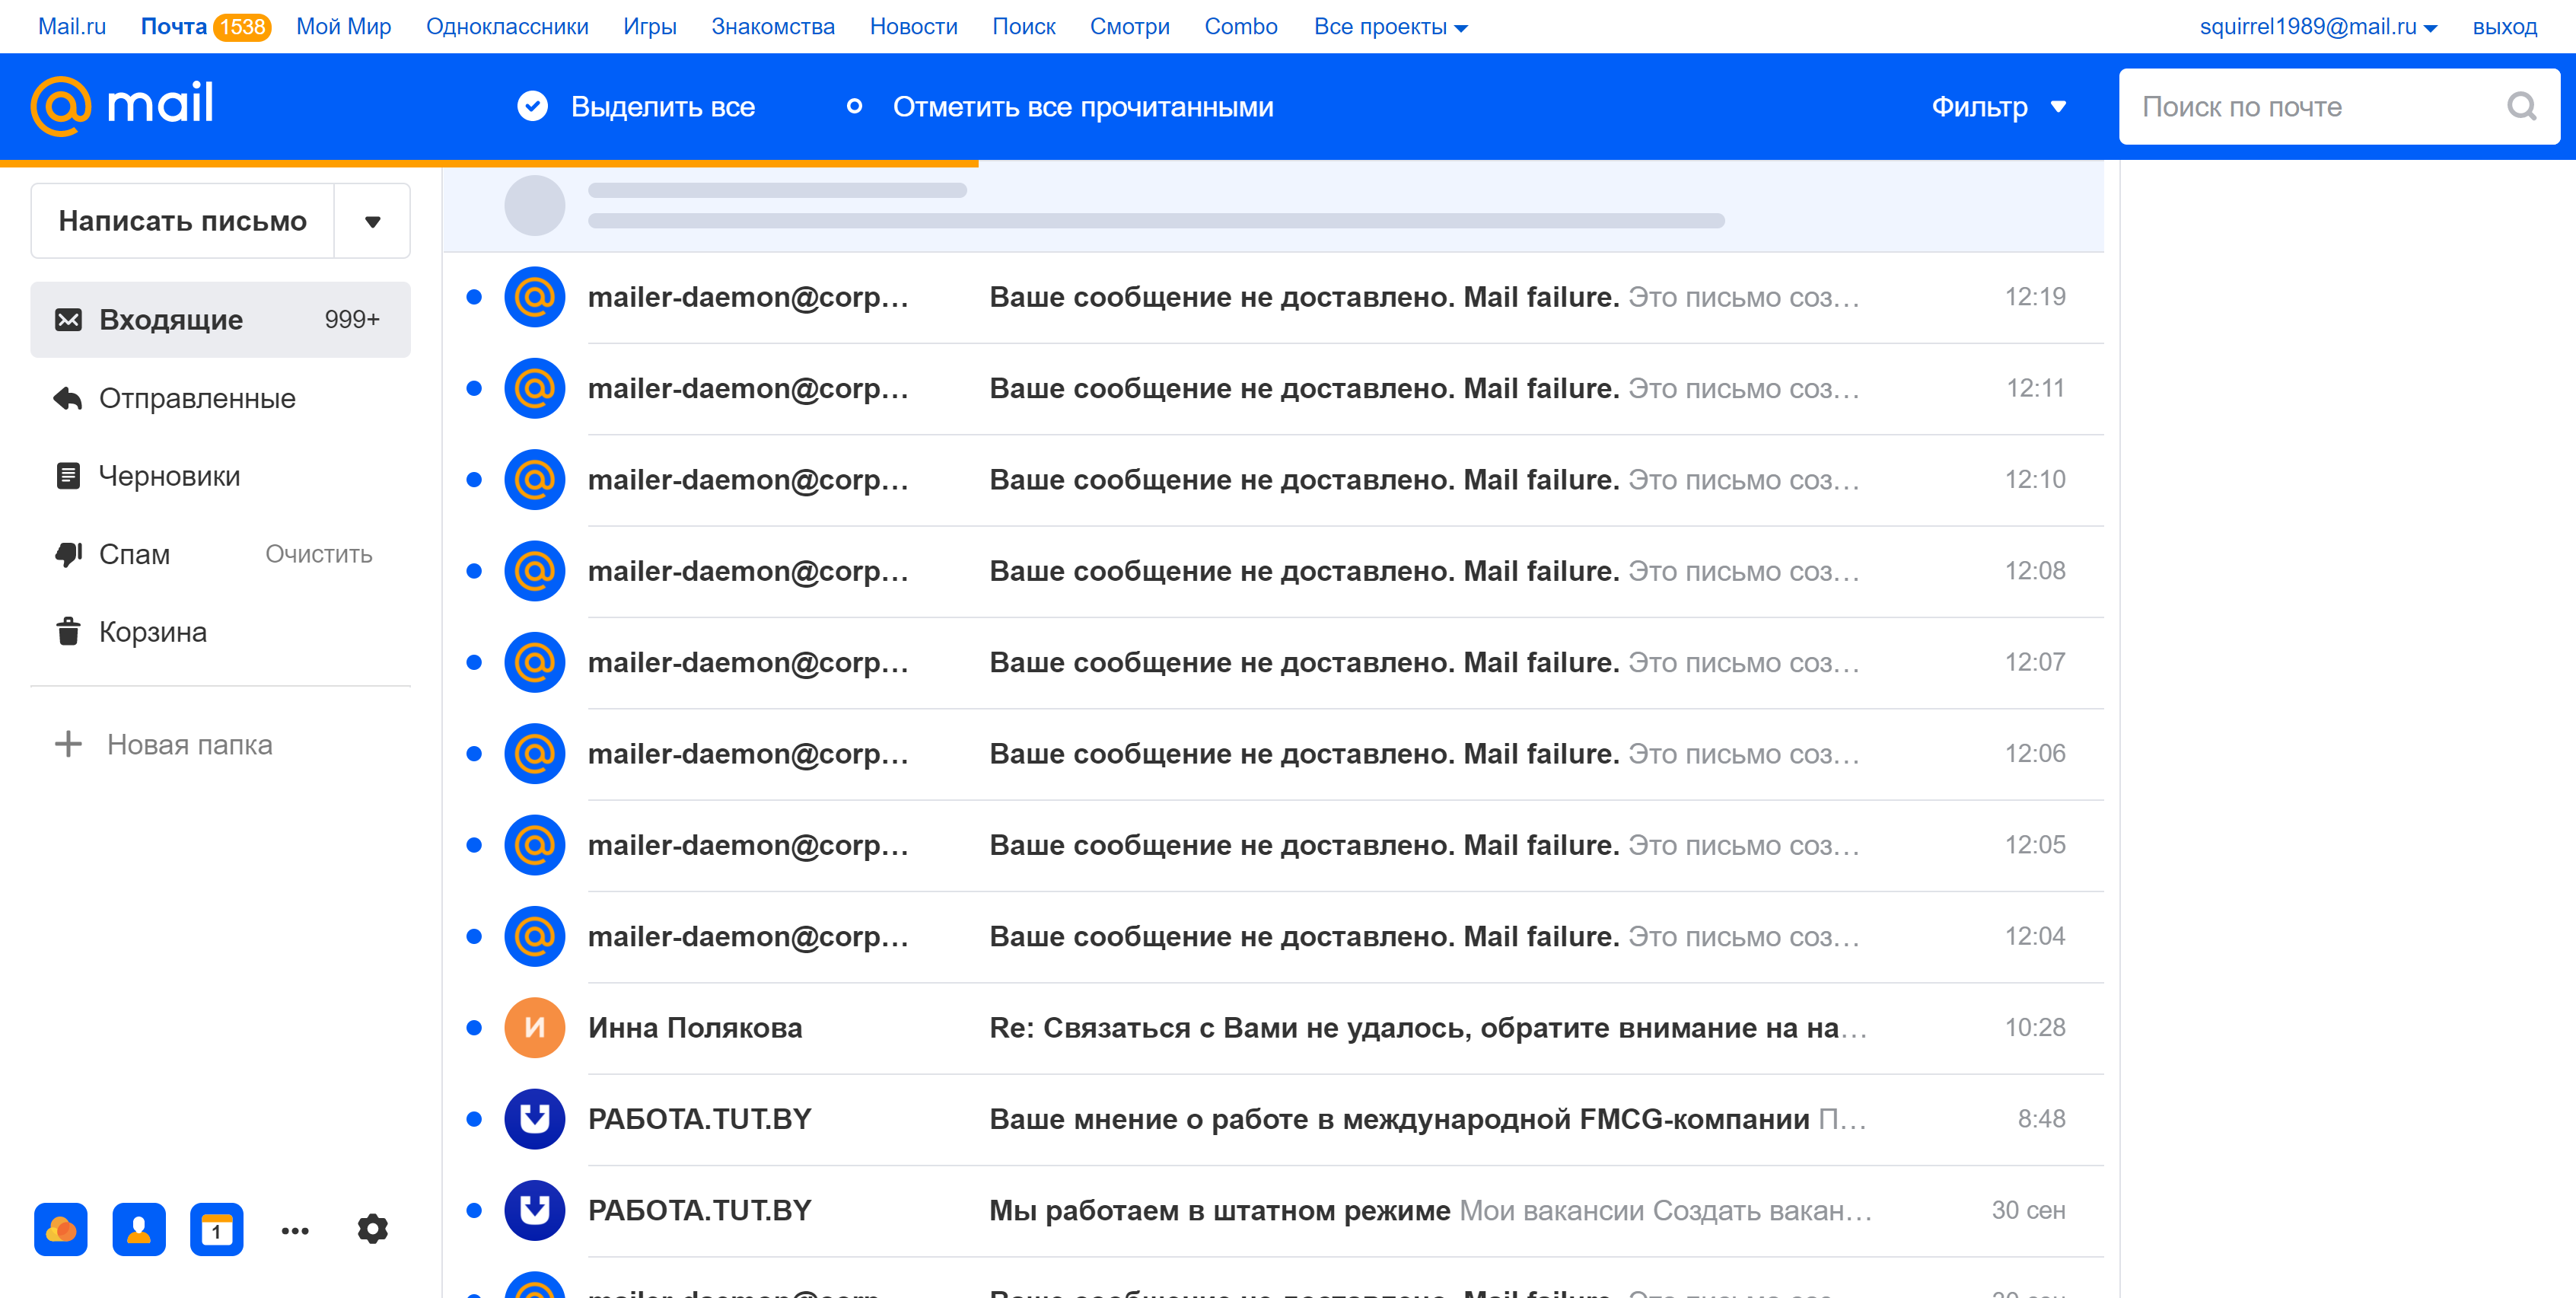 Mail.ru Почта 1538 Мой Мир Одноклассники Игры Знакомства Новости Поиск Смотри Combo Все проекты squirrel1989@mail.ru выход
@mail Выделить все Отметить все прочитанными Фильтр Поиск по почте
Написать письмо
Входящие 999+
Отправленные
Черновики
Спам Очистить
Корзина
Новая папка
1
mailer-daemon@corp… Ваше сообщение не доставлено. Mail failure. Это письмо соз… 12:19
mailer-daemon@corp… Ваше сообщение не доставлено. Mail failure. Это письмо соз… 12:11
mailer-daemon@corp… Ваше сообщение не доставлено. Mail failure. Это письмо соз… 12:10
mailer-daemon@corp… Ваше сообщение не доставлено. Mail failure. Это письмо соз… 12:08
mailer-daemon@corp… Ваше сообщение не доставлено. Mail failure. Это письмо соз… 12:07
mailer-daemon@corp… Ваше сообщение не доставлено. Mail failure. Это письмо соз… 12:06
mailer-daemon@corp… Ваше сообщение не доставлено. Mail failure. Это письмо соз… 12:05
mailer-daemon@corp… Ваше сообщение не доставлено. Mail failure. Это письмо соз… 12:04
И Инна Полякова Re: Связаться с Вами не удалось, обратите внимание на на… 10:28
РАБОТА.TUT.BY Ваше мнение о работе в международной FMCG-компании П… 8:48
РАБОТА.TUT.BY Мы работаем в штатном режиме Мои вакансии Создать вакан… 30 сен